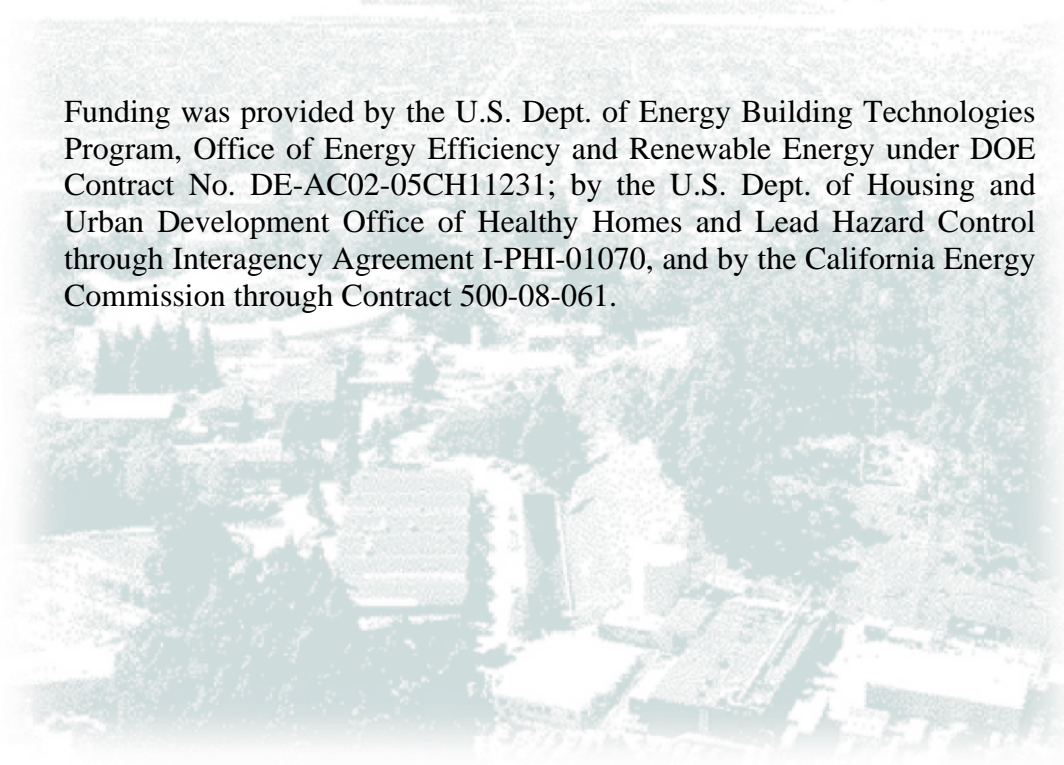 Funding was provided by the U.S. Dept. of Energy Building Technologies
Program, Office of Energy Efficiency and Renewable Energy under DOE
Contract No. DE-AC02-05CH11231; by the U.S. Dept. of Housing and
Urban Development Office of Healthy Homes and Lead Hazard Control
through Interagency Agreement I-PHI-01070, and by the California Energy
Commission through Contract 500-08-061.